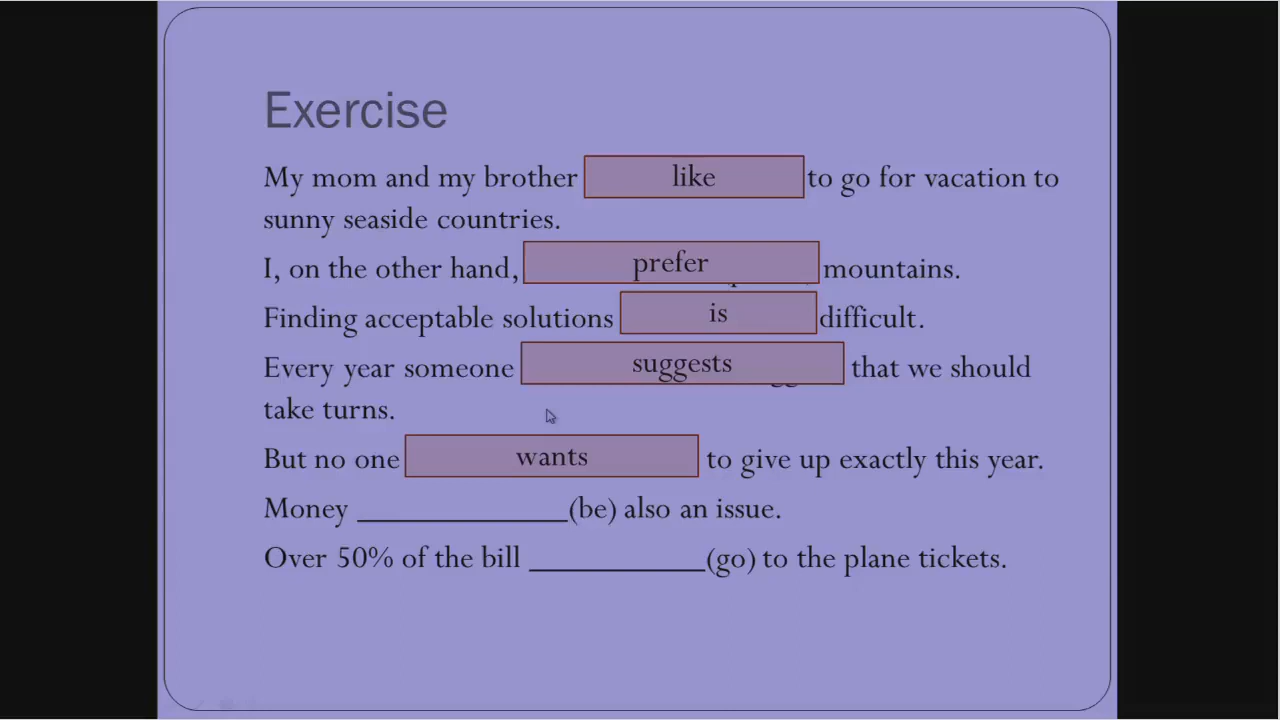 Exercise
My mom and my brother like to go for vacation to
sunny seaside countries.
I, on the other hand, prefer mountains.
Finding acceptable solutions is difficult.
Every year someone suggests that we should
take turns.
But no one wants to give up exactly this year.
Money ______________(be) also an issue.
Over 50% of the bill ____________(go) to the plane tickets.